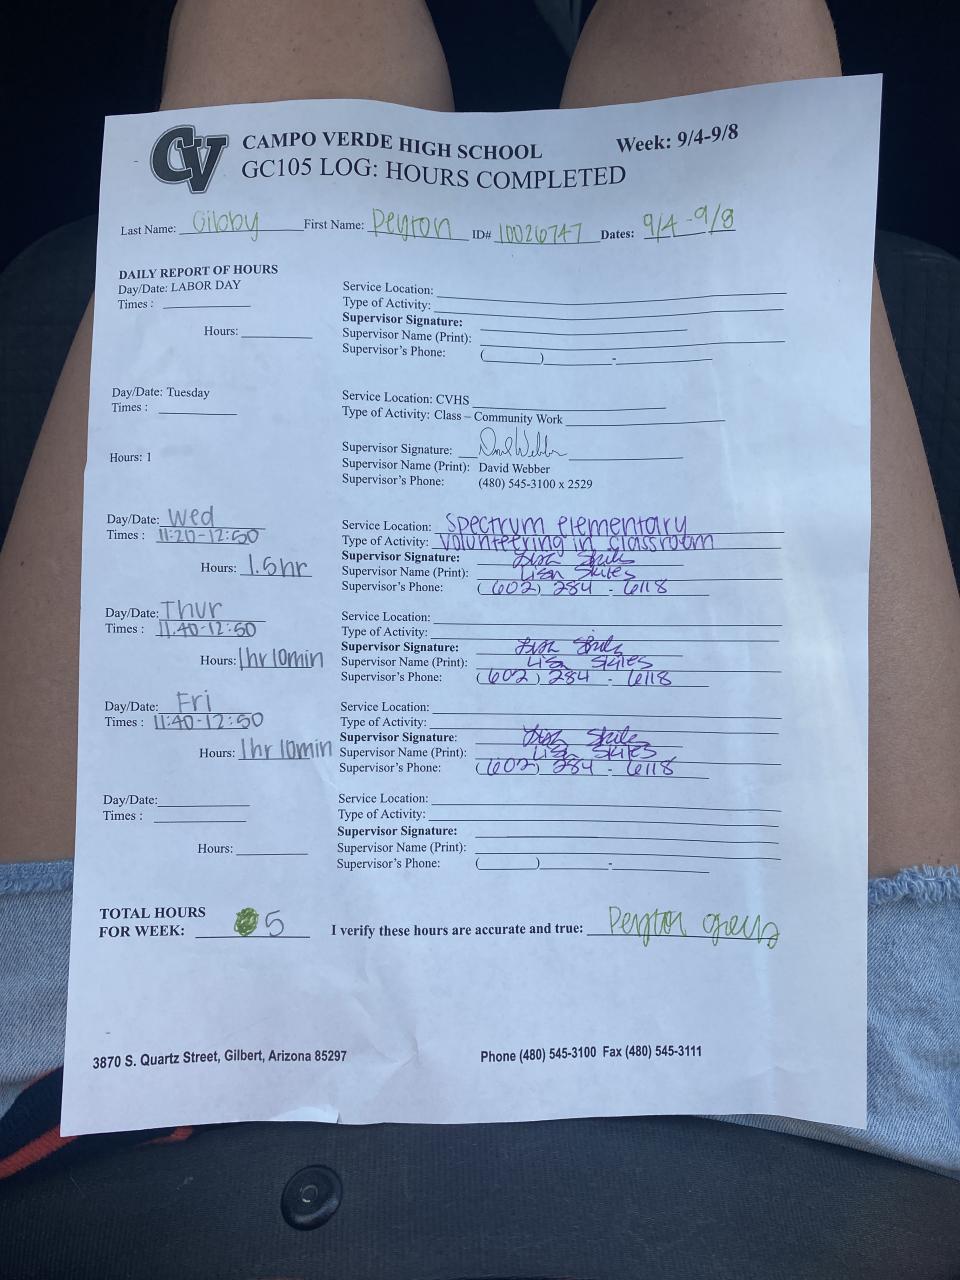 CV CAMPO VERDE HIGH SCHOOL Week: 9/4-9/8
GC105 LOG: HOURS COMPLETED
Last Name: Gibby First Name: Peyton ID# 10026747 Dates: 9/4-9/8
DAILY REPORT OF HOURS
Day/Date: LABOR DAY
Times :
Hours:
Service Location:
Type of Activity:
Supervisor Signature:
Supervisor Name (Print):
Supervisor's Phone: ( ) -
Day/Date: Tuesday
Times :
Hours: 1
Service Location: CVHS
Type of Activity: Class – Community Work
Supervisor Signature: David Webber
Supervisor Name (Print): David Webber
Supervisor's Phone: (480) 545-3100 x 2529
Day/Date: Wed
Times : 11:20-12:50
Hours: 1.5hr
Service Location: Spectrum elementary
Type of Activity: volunteering in classroom
Supervisor Signature: Lisa Skiles
Supervisor Name (Print): Lisa Skiles
Supervisor's Phone: (602) 284 - 6118
Day/Date: Thur
Times : 11:40-12:50
Hours: 1hr 10min
Service Location:
Type of Activity:
Supervisor Signature: Lisa Skiles
Supervisor Name (Print): Lisa Skiles
Supervisor's Phone: (602) 284 - 6118
Day/Date: Fri
Times : 11:40-12:50
Hours: 1hr 10min
Service Location:
Type of Activity:
Supervisor Signature: Lisa Skiles
Supervisor Name (Print): Lisa Skiles
Supervisor's Phone: (602) 284 - 6118
Day/Date:
Times :
Hours:
Service Location:
Type of Activity:
Supervisor Signature:
Supervisor Name (Print):
Supervisor's Phone: ( ) -
TOTAL HOURS
FOR WEEK: 5 I verify these hours are accurate and true: Peyton
3870 S. Quartz Street, Gilbert, Arizona 85297 Phone (480) 545-3100 Fax (480) 545-3111